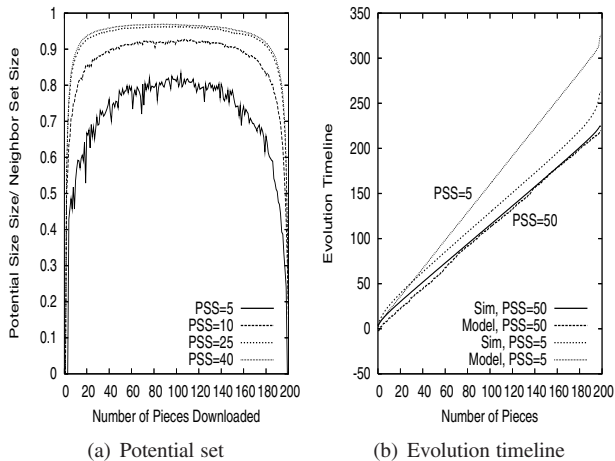 Potential Size Size/ Neighbor Set Size
1
0.9
0.8
0.7
0.6
0.5
0.4
0.3
0.2
0.1
0
PSS=5
PSS=10
PSS=25
PSS=40
0 20 40 60 80 100 120 140 160 180 200
Number of Pieces Downloaded
(a) Potential set
Evolution Timeline
350
300
250
200
150
100
50
0
-50
PSS=5
PSS=50
Sim, PSS=50
Model, PSS=50
Sim, PSS=5
Model, PSS=5
0 20 40 60 80 100 120 140 160 180 200
Number of Pieces
(b) Evolution timeline